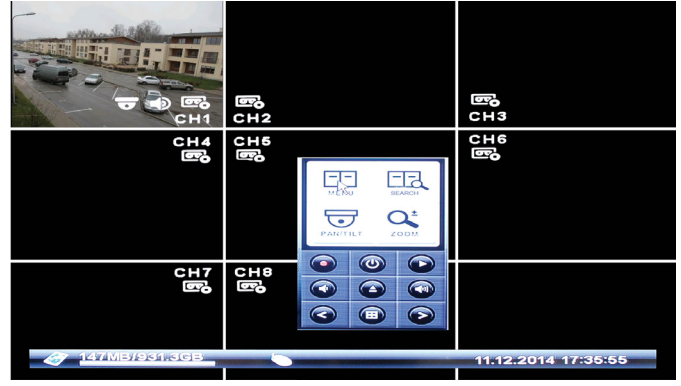 CH1
CH2
CH3
CH4
CH5
CH6
MENU
SEARCH
PAN/TILT
ZOOM
CH7
CH8
147MB/931.3GB
11.12.2014 17:35:55